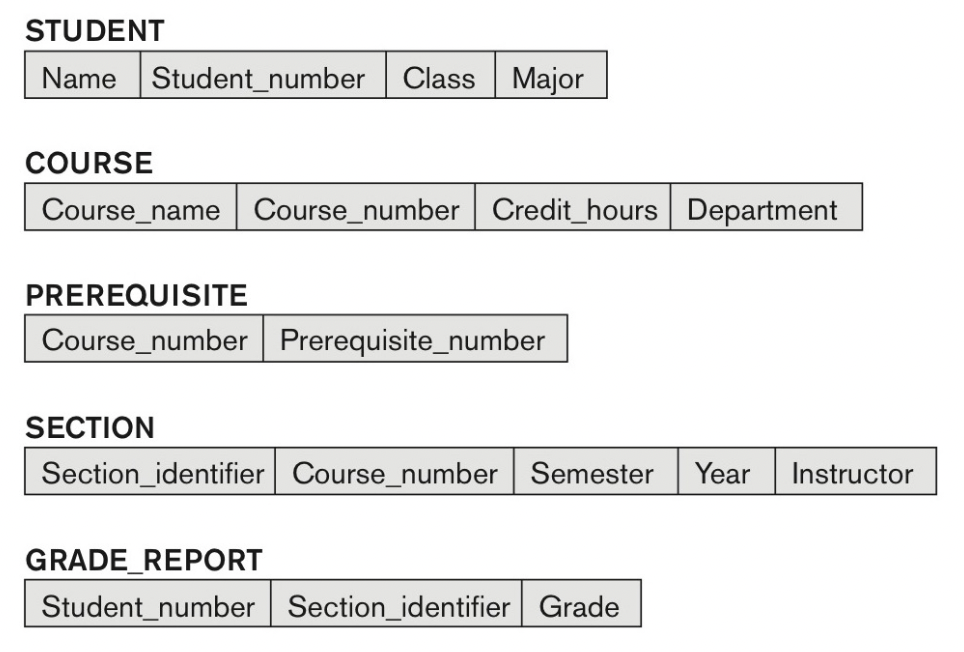 STUDENT
Name Student_number Class Major
COURSE
Course_name Course_number Credit_hours Department
PREREQUISITE
Course_number Prerequisite_number
SECTION
Section_identifier Course_number Semester Year Instructor
GRADE_REPORT
Student_number Section_identifier Grade